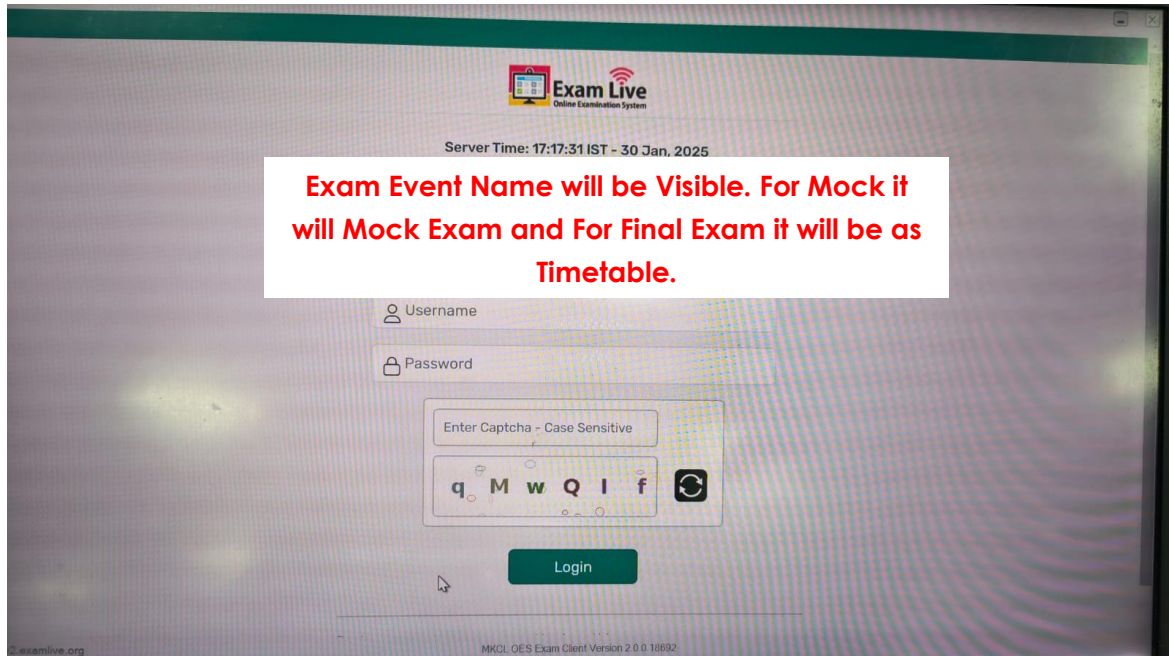 Exam Live
Online Examination System
Server Time: 17:17:31 IST - 30 Jan, 2025
Exam Event Name will be Visible. For Mock it
will Mock Exam and For Final Exam it will be as
Timetable.
Username
Password
Enter Captcha - Case Sensitive
q M w Q I f
Login
2.examlive.org
MKCL OES Exam Client Version 2.0.0.18692